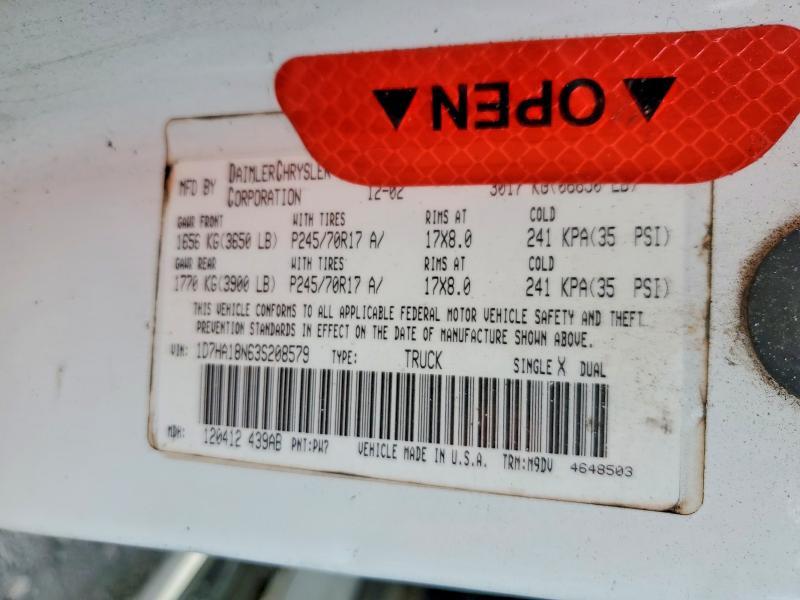 ▲ OPEN ▲
MFD BY DAIMLERCHRYSLER
CORPORATION 12-02 3017 KG(06650 LB)
GAWR FRONT WITH TIRES RIMS AT COLD
1656 KG(3650 LB) P245/70R17 A/ 17X8.0 241 KPA(35 PSI)
GAWR REAR WITH TIRES RIMS AT COLD
1770 KG(3900 LB) P245/70R17 A/ 17X8.0 241 KPA(35 PSI)
THIS VEHICLE CONFORMS TO ALL APPLICABLE FEDERAL MOTOR VEHICLE SAFETY AND THEFT
PREVENTION STANDARDS IN EFFECT ON THE DATE OF MANUFACTURE SHOWN ABOVE.
VIN: 1D7HA18N63S208579 TYPE: TRUCK SINGLE X DUAL
MDH: 120412 439AB PNT:PW7 VEHICLE MADE IN U.S.A. TRM:M9DV 4648503